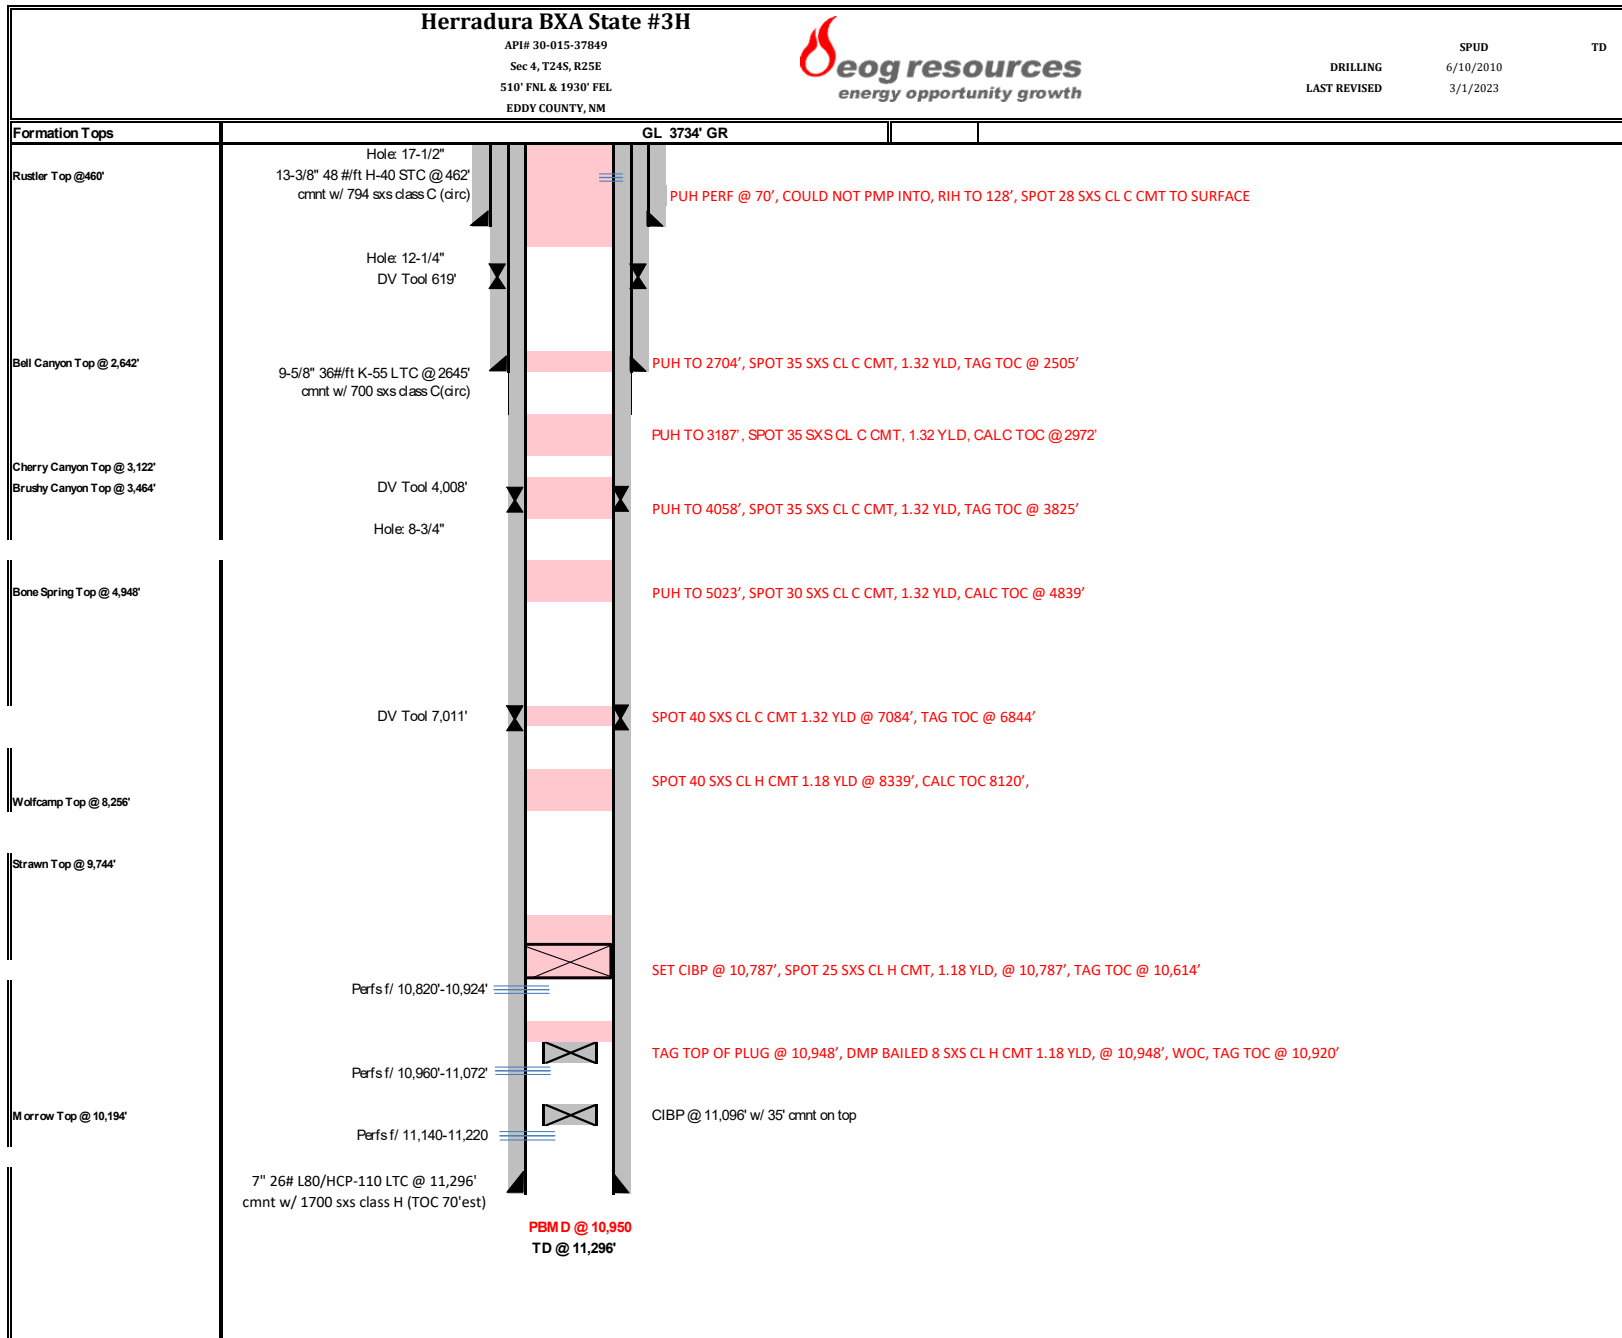 Herradura BXA State #3H
API# 30-015-37849
Sec 4, T24S, R25E
510' FNL & 1930' FEL
EDDY COUNTY, NM
eog resources
energy opportunity growth
SPUD TD
DRILLING 6/10/2010
LAST REVISED 3/1/2023
Formation Tops GL 3734' GR
Hole: 17-1/2"
Rustler Top @460'
13-3/8" 48 #/ft H-40 STC @ 462'
cmnt w/ 794 sxs class C (circ)
PUH PERF @ 70', COULD NOT PMP INTO, RIH TO 128', SPOT 28 SXS CL C CMT TO SURFACE
Hole: 12-1/4"
DV Tool 619'
Bell Canyon Top @ 2,642'
9-5/8" 36#/ft K-55 LTC @ 2645'
cmnt w/ 700 sxs class C(circ)
PUH TO 2704', SPOT 35 SXS CL C CMT, 1.32 YLD, TAG TOC @ 2505'
PUH TO 3187', SPOT 35 SXS CL C CMT, 1.32 YLD, CALC TOC @ 2972'
Cherry Canyon Top @ 3,122'
Brushy Canyon Top @ 3,464'
DV Tool 4,008'
PUH TO 4058', SPOT 35 SXS CL C CMT, 1.32 YLD, TAG TOC @ 3825'
Hole: 8-3/4"
Bone Spring Top @ 4,948'
PUH TO 5023', SPOT 30 SXS CL C CMT, 1.32 YLD, CALC TOC @ 4839'
DV Tool 7,011'
SPOT 40 SXS CL C CMT 1.32 YLD @ 7084', TAG TOC @ 6844'
SPOT 40 SXS CL H CMT 1.18 YLD @ 8339', CALC TOC 8120',
Wolfcamp Top @ 8,256'
Strawn Top @ 9,744'
SET CIBP @ 10,787', SPOT 25 SXS CL H CMT, 1.18 YLD, @ 10,787', TAG TOC @ 10,614'
Perfs f/ 10,820'-10,924'
TAG TOP OF PLUG @ 10,948', DMP BAILED 8 SXS CL H CMT 1.18 YLD, @ 10,948', WOC, TAG TOC @ 10,920'
Perfs f/ 10,960'-11,072'
Morrow Top @ 10,194'
CIBP @ 11,096' w/ 35' cmnt on top
Perfs f/ 11,140-11,220
7" 26# L80/HCP-110 LTC @ 11,296'
cmnt w/ 1700 sxs class H (TOC 70'est)
PBMD @ 10,950
TD @ 11,296'